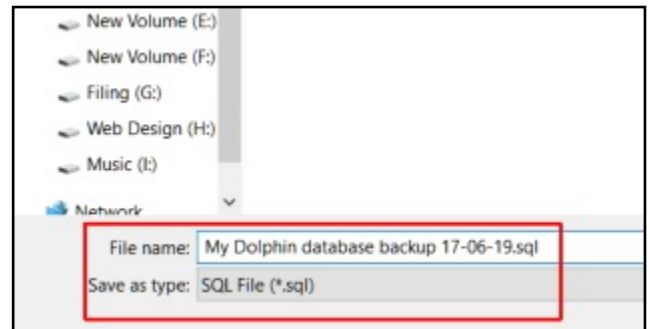 New Volume (E:)
New Volume (F:)
Filing (G:)
Web Design (H:)
Music (I:)
Network
File name: My Dolphin database backup 17-06-19.sql
Save as type: SQL File (*.sql)